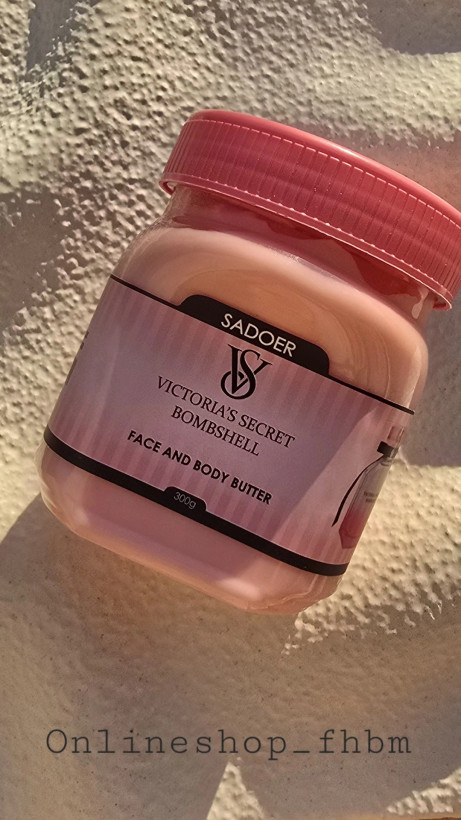 SADOER
VS
VICTORIA'S SECRET
BOMBSHELL
FACE AND BODY BUTTER
300g
Onlineshop_fhbm